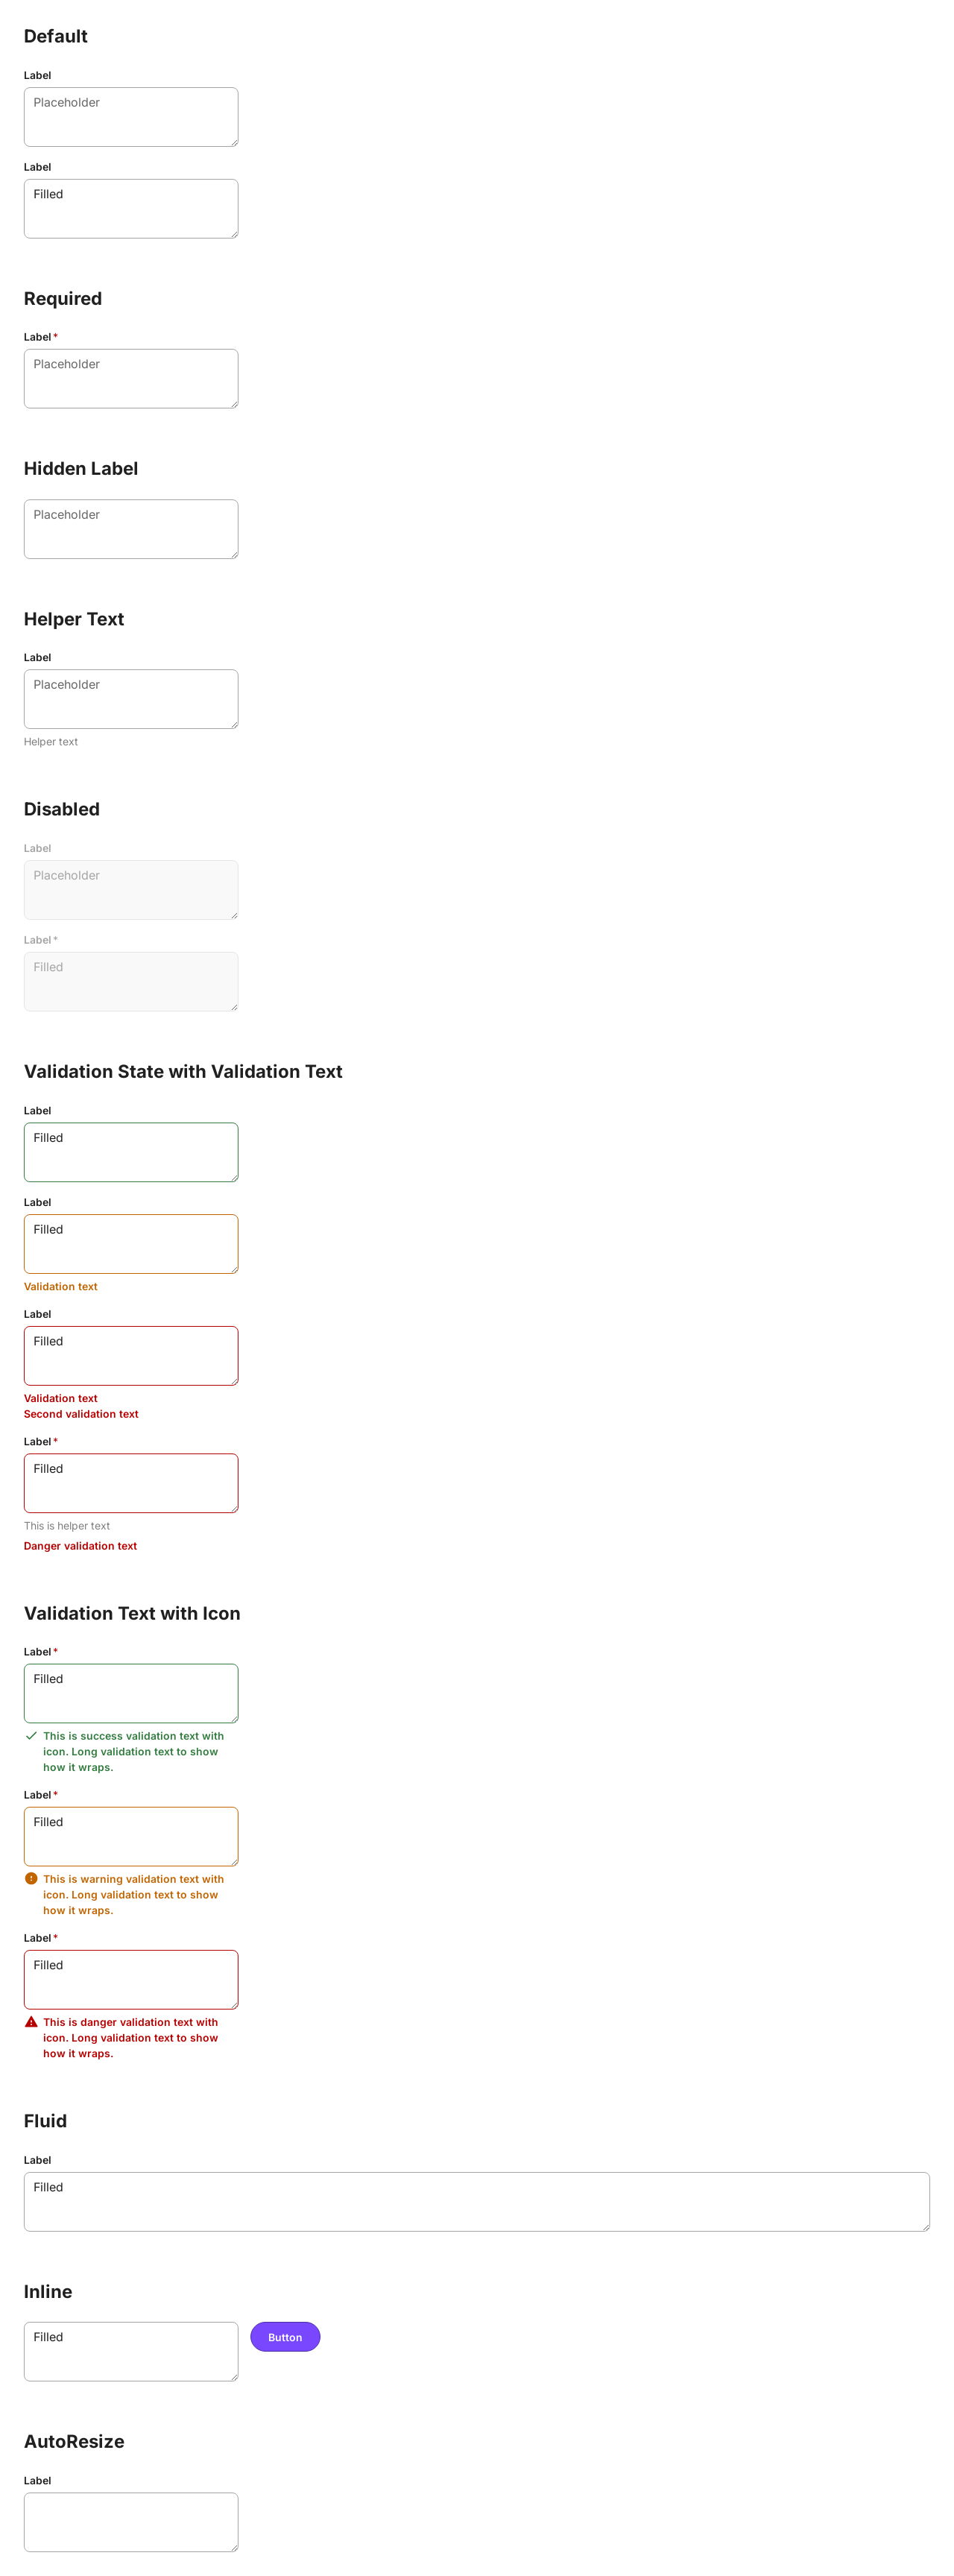 Default
Label
Placeholder
Label
Filled
Required
Label *
Placeholder
Hidden Label
Placeholder
Helper Text
Label
Placeholder
Helper text
Disabled
Label
Placeholder
Label *
Filled
Validation State with Validation Text
Label
Filled
Label
Filled
Validation text
Label
Filled
Validation text
Second validation text
Label *
Filled
This is helper text
Danger validation text
Validation Text with Icon
Label *
Filled
This is success validation text with
icon. Long validation text to show
how it wraps.
Label *
Filled
This is warning validation text with
icon. Long validation text to show
how it wraps.
Label *
Filled
This is danger validation text with
icon. Long validation text to show
how it wraps.
Fluid
Label
Filled
Inline
Filled
Button
AutoResize
Label